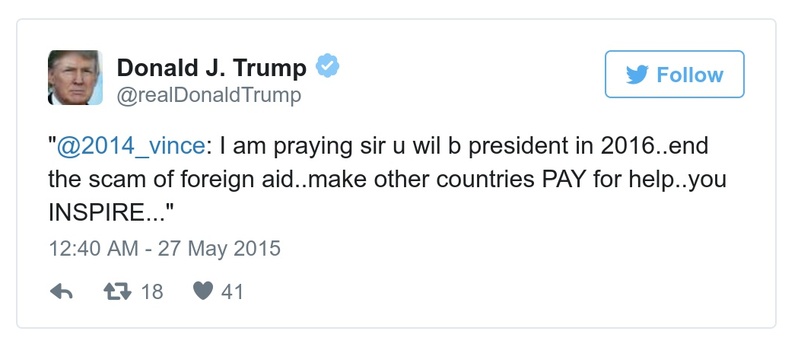 Donald J. Trump
@realDonaldTrump
Follow
"@2014_vince: I am praying sir u wil b president in 2016..end
the scam of foreign aid..make other countries PAY for help..you
INSPIRE..."
12:40 AM - 27 May 2015
18 41